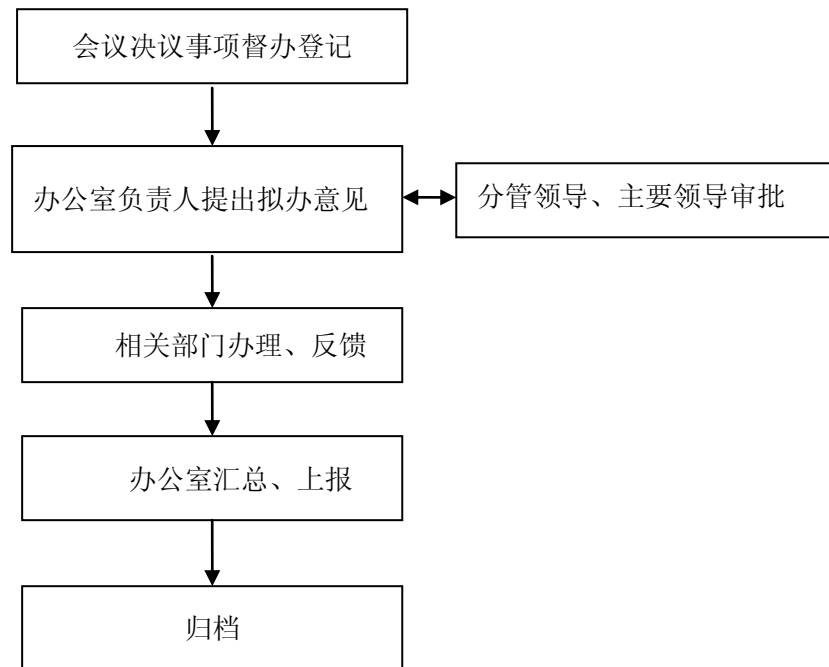 会议决议事项督办登记
办公室负责人提出拟办意见
分管领导、主要领导审批
相关部门办理、反馈
办公室汇总、上报
归档